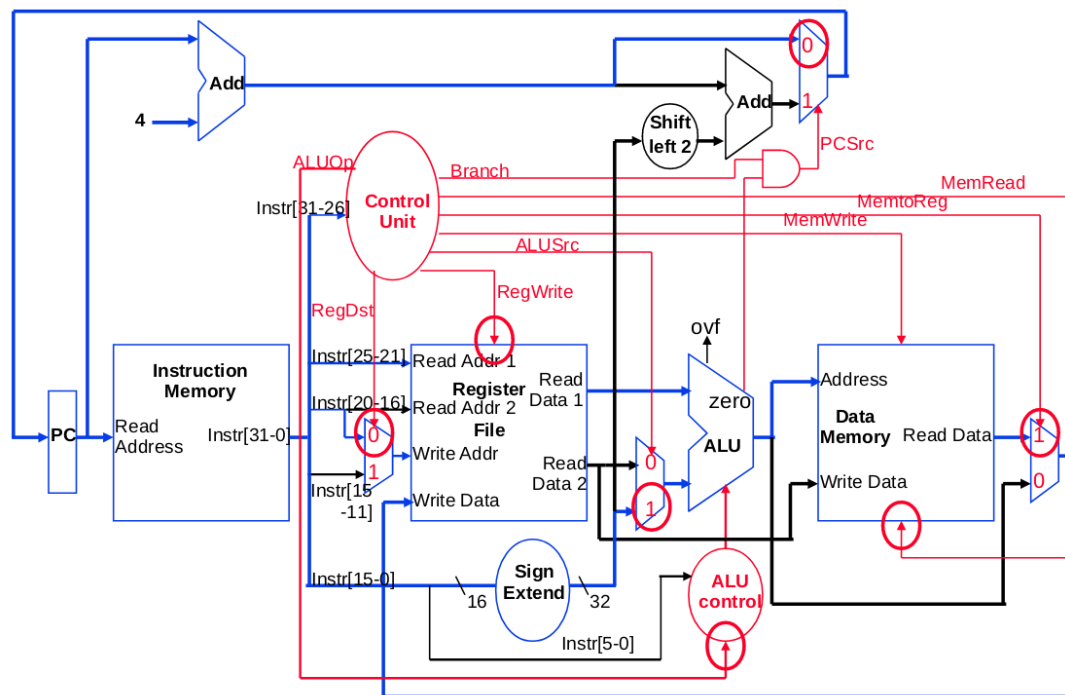 0
Add
Add
1
4
Shift
left 2
PCSrc
ALUOp
Branch
MemRead
Control
Unit
MemtoReg
Instr[31-26]
MemWrite
ALUSrc
RegWrite
RegDst
ovf
Instruction
Memory
Instr[25-21]
Read Addr 1
Register
File
Read
Data 1
Address
zero
Instr[20-16]
Read Addr 2
Data
Memory
PC
Read
Address
Instr[31-0]
0
ALU
Read Data
1
Write Addr
1
Read
Data 2
0
Write Data
0
Instr[15
-11]
Write Data
1
Sign
Extend
Instr[15-0]
16
32
ALU
control
Instr[5-0]